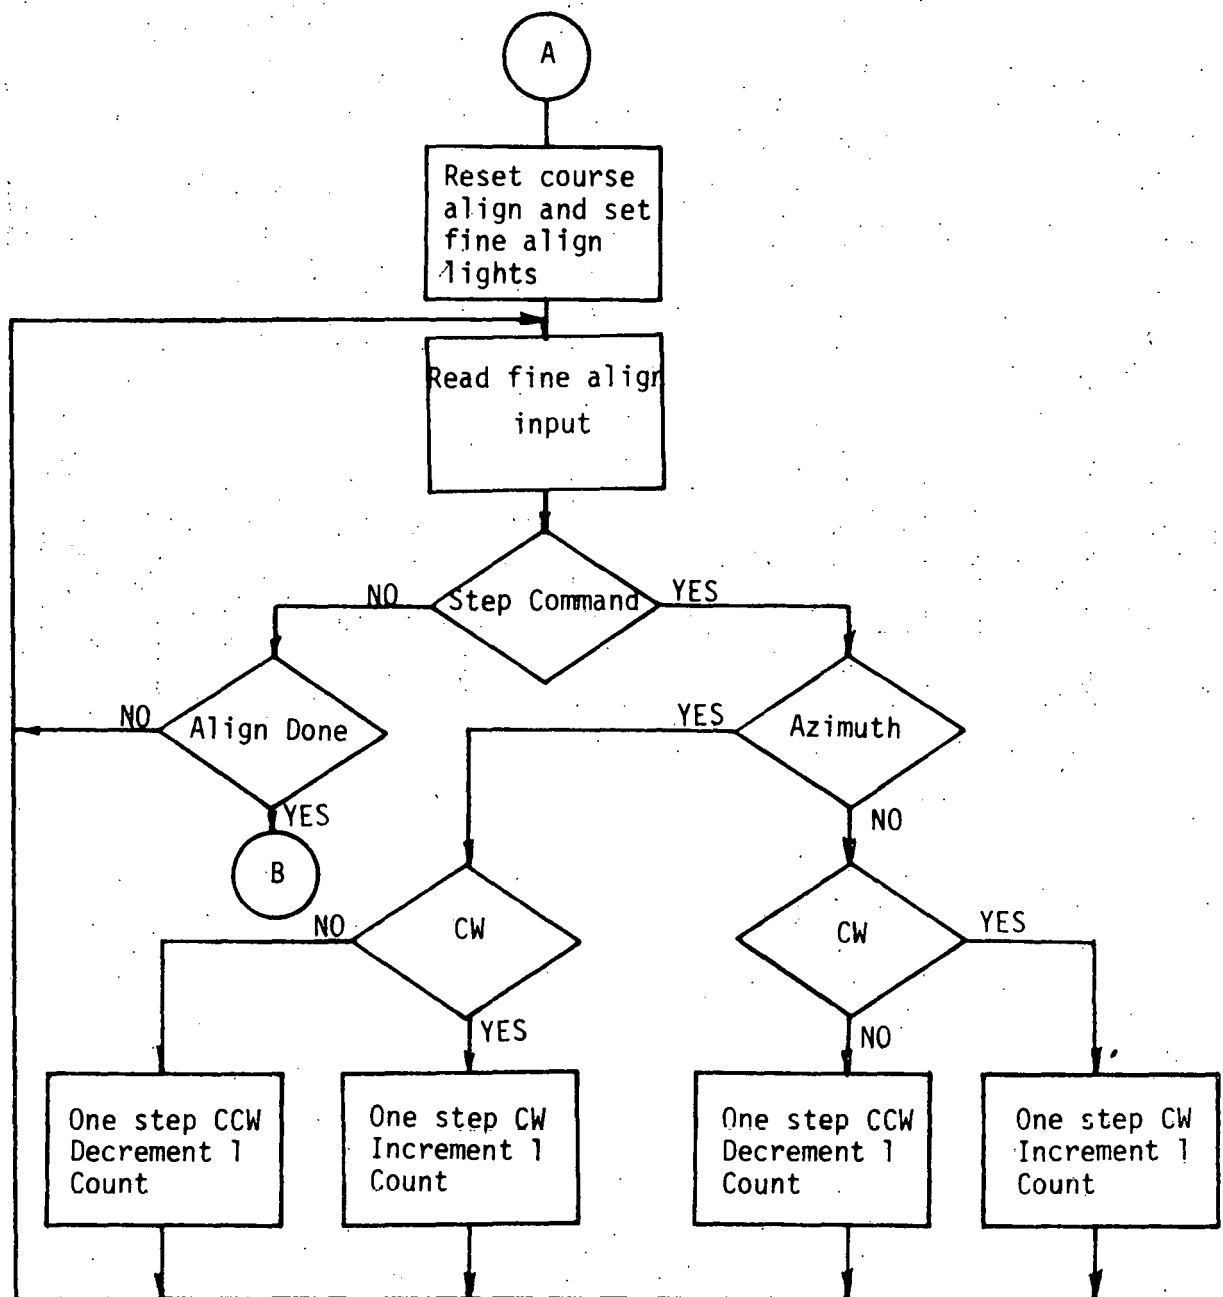 A
Reset course
align and set
fine align
lights
Read fine align
input
NO
Step Command
YES
NO
Align Done
YES
Azimuth
YES
NO
B
NO
CW
CW
YES
YES
NO
One step CCW
Decrement 1
Count
One step CW
Increment 1
Count
One step CCW
Decrement 1
Count
One step CW
Increment 1
Count